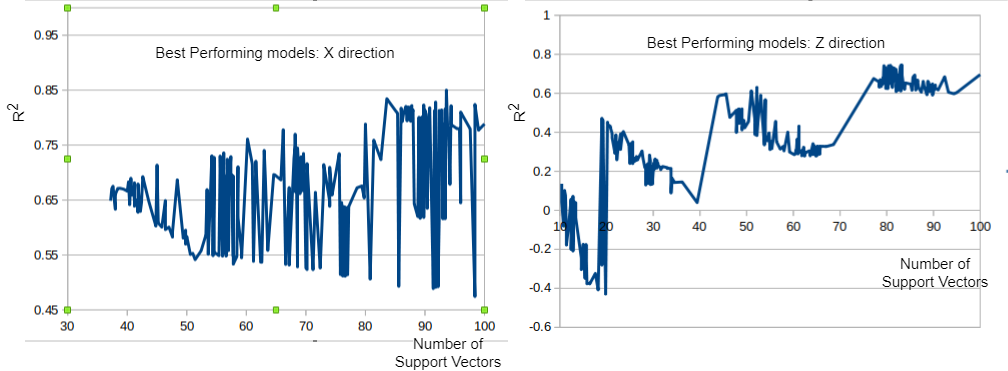 Best Performing models: X direction
R2
0.95
0.85
0.75
0.65
0.55
0.45
30 40 50 60 70 80 90 100
Number of
Support Vectors
Best Performing models: Z direction
R2
1
0.8
0.6
0.4
0.2
0
-0.2
-0.4
-0.6
10 20 30 40 50 60 70 80 90 100
Number of
Support Vectors